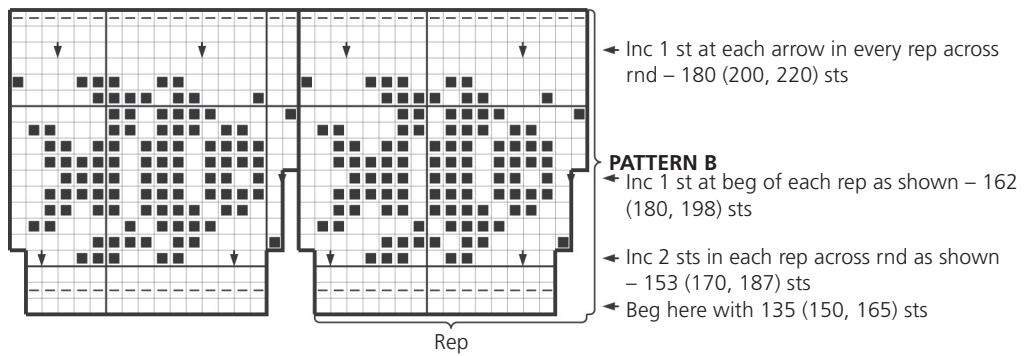 Inc 1 st at each arrow in every rep across
rnd – 180 (200, 220) sts
PATTERN B
Inc 1 st at beg of each rep as shown – 162
(180, 198) sts
Inc 2 sts in each rep across rnd as shown
– 153 (170, 187) sts
Beg here with 135 (150, 165) sts
Rep